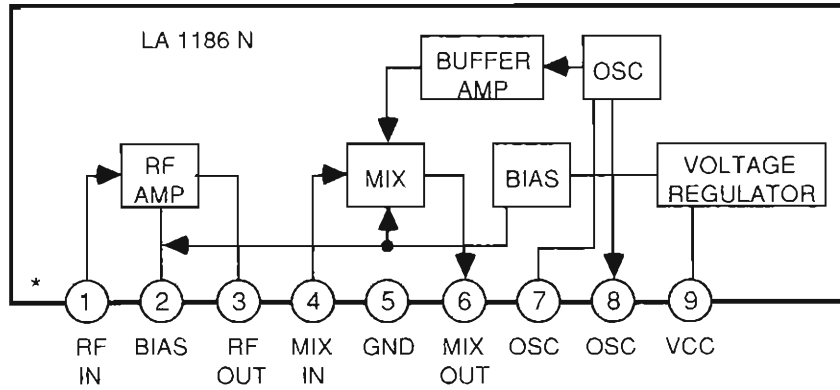 LA 1186 N
BUFFER
AMP
OSC
RF
AMP
MIX
BIAS
VOLTAGE
REGULATOR
*
1 2 3 4 5 6 7 8 9
RF BIAS RF MIX GND MIX OSC OSC VCC
IN OUT IN OUT